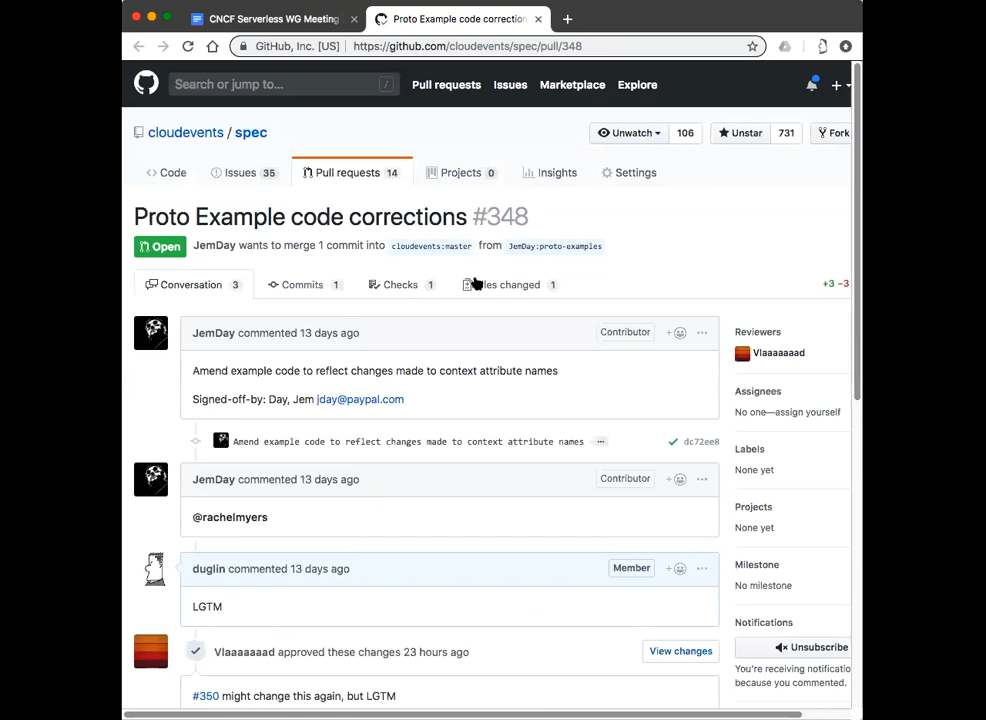 CNCF Serverless WG Meeting
Proto Example code correction
GitHub, Inc. [US]
https://github.com/cloudevents/spec/pull/348
Search or jump to...
/
Pull requests
Issues
Marketplace
Explore
cloudevents / spec
Unwatch 106
Unstar 731
Fork
Code
Issues 35
Pull requests 14
Projects 0
Insights
Settings
Proto Example code corrections #348
Open
JemDay wants to merge 1 commit into cloudevents:master from JemDay:proto-examples
Conversation 3
Commits 1
Checks 1
les changed 1
+3 −3
JemDay commented 13 days ago
Contributor
Amend example code to reflect changes made to context attribute names
Signed-off-by: Day, Jem jday@paypal.com
Amend example code to reflect changes made to context attribute names
dc72ee8
JemDay commented 13 days ago
Contributor
@rachelmyers
duglin commented 13 days ago
Member
LGTM
Vlaaaaaaad approved these changes 23 hours ago
View changes
#350 might change this again, but LGTM
Reviewers
Vlaaaaaaad
Assignees
No one—assign yourself
Labels
None yet
Projects
None yet
Milestone
No milestone
Notifications
Unsubscribe
You're receiving notificatio
because you commented.